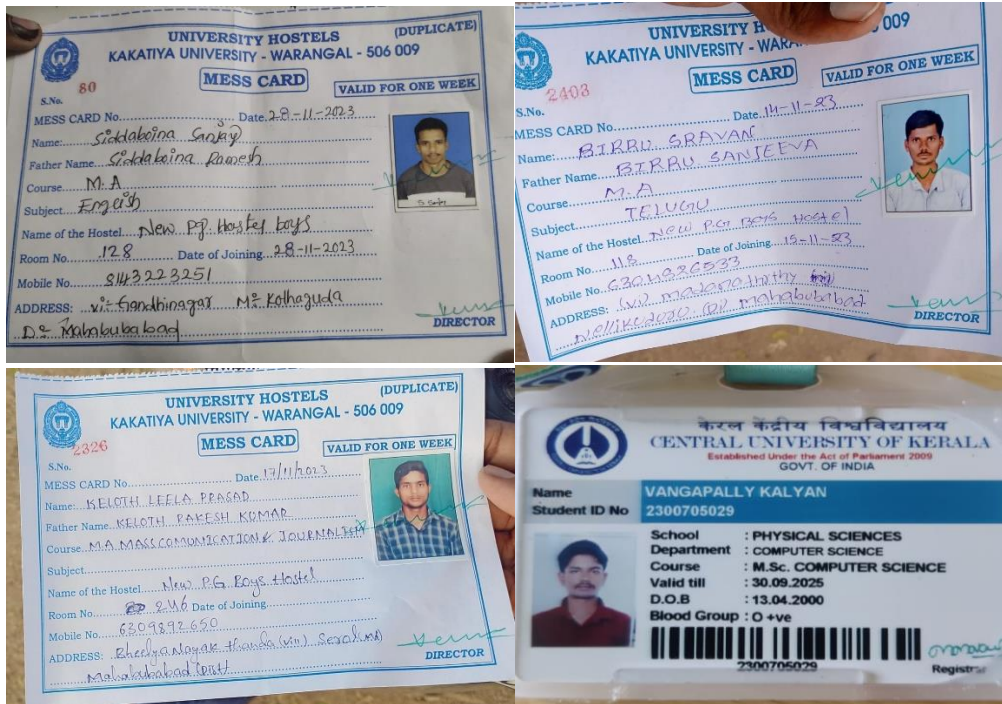 UNIVERSITY HOSTELS (DUPLICATE)
KAKATIYA UNIVERSITY - WARANGAL - 506 009
MESS CARD
VALID FOR ONE WEEK
S.No. 80
MESS CARD No. Date. 28-11-2023
Name: Siddaboina Sanjay
Father Name Siddaboina Ramesh
Course M.A
Subject English
Name of the Hostel New PG. Hostel boys
Room No 128 Date of Joining 28-11-2023
Mobile No 8143223251
ADDRESS: Vi:- Gandhinagar M:- Kothaguda
D:- Mahabubabad
DIRECTOR
UNIVERSITY HOSTELS
KAKATIYA UNIVERSITY - 009
MESS CARD
VALID FOR ONE WEEK
S.No. 2403
MESS CARD No. Date 14-11-23
Name: BIRRU SRAVAN
Father Name BIRRU SANJEEVA
Course M.A
Subject TELUGU
Name of the Hostel NEW P.G BOYS HOSTEL
Room No. 118 Date of Joining 15-11-23
Mobile No.
ADDRESS: (vi)
(D) mahabubabad
DIRECTOR
UNIVERSITY HOSTELS (DUPLICATE)
KAKATIYA UNIVERSITY - WARANGAL - 506 009
2326
MESS CARD
VALID FOR ONE WEEK
S.No.
MESS CARD No. Date 17/11/2023
Name: KELOTH LEELA PRASAD
Father Name KELOTH RAKESH KUMAR
Course M.A MASS COMUNICATION & JOURNALISM
Subject
Name of the Hostel New P.G Boys Hostel
Room No. 246 Date of Joining
Mobile No 6309892650
ADDRESS: Bheelyanayak thanda (vill)
Mahabubabad (Dist)
DIRECTOR
केरल केंद्रीय विश्वविद्यालय
CENTRAL UNIVERSITY OF KERALA
Established Under the Act of Parliament 2009
GOVT. OF INDIA
Name VANGAPALLY KALYAN
Student ID No 2300705029
School : PHYSICAL SCIENCES
Department : COMPUTER SCIENCE
Course : M.Sc. COMPUTER SCIENCE
Valid till : 30.09.2025
D.O.B : 13.04.2000
Blood Group : O +ve
2300705029
Registrar